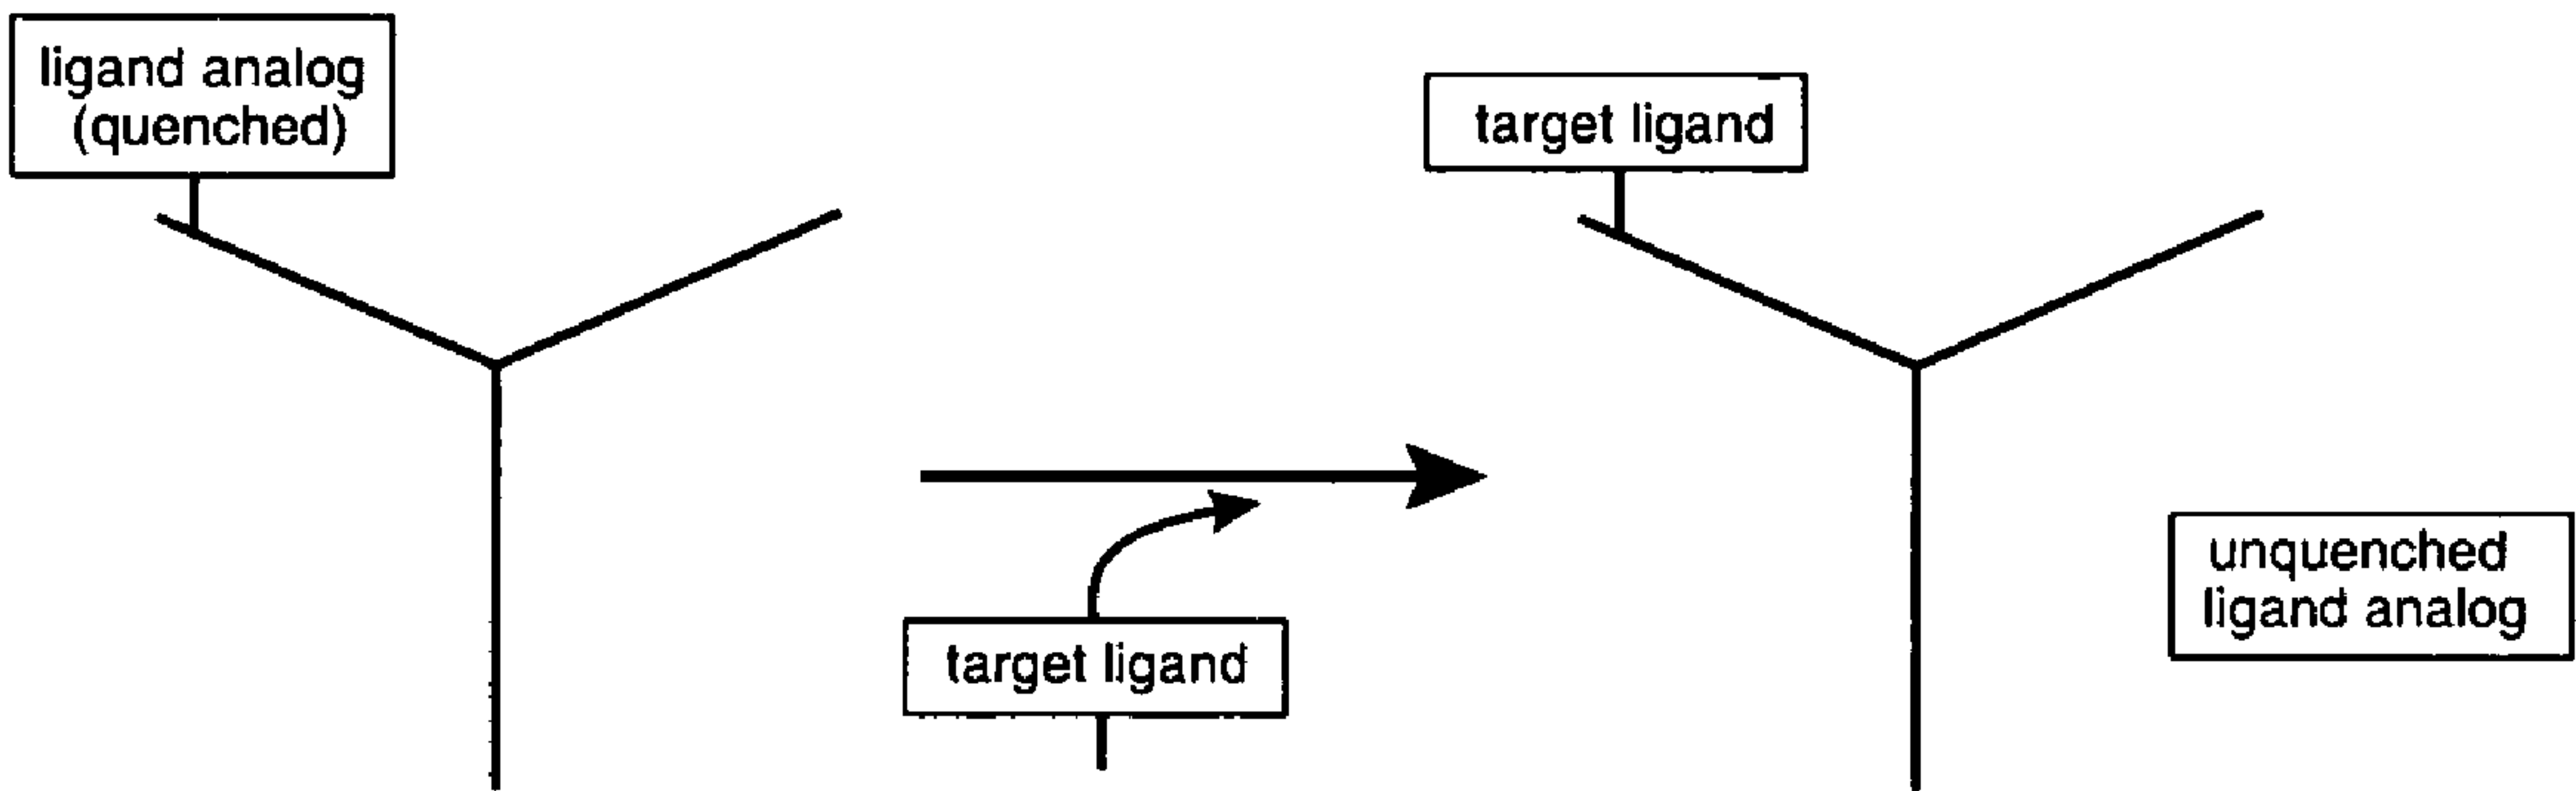 ligand analog
(quenched)
target ligand
target ligand
unquenched
ligand analog